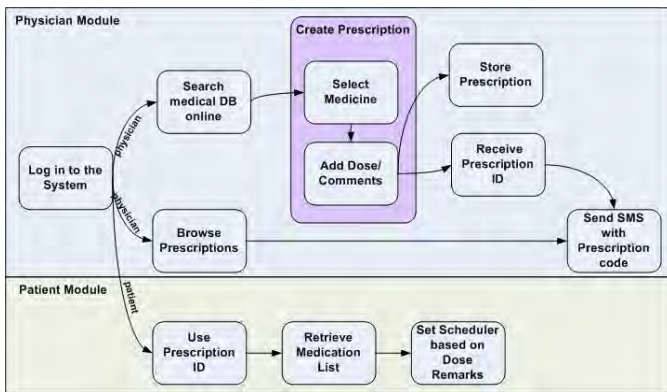 Physician Module
Create Prescription
Search
medical DB
online
Select
Medicine
Store
Prescription
physician
Log in to the
System
Add Dose/
Comments
Receive
Prescription
ID
physician
Browse
Prescriptions
Send SMS
with
Prescription
code
Patient Module
patient
Use
Prescription
ID
Retrieve
Medication
List
Set Scheduler
based on
Dose
Remarks